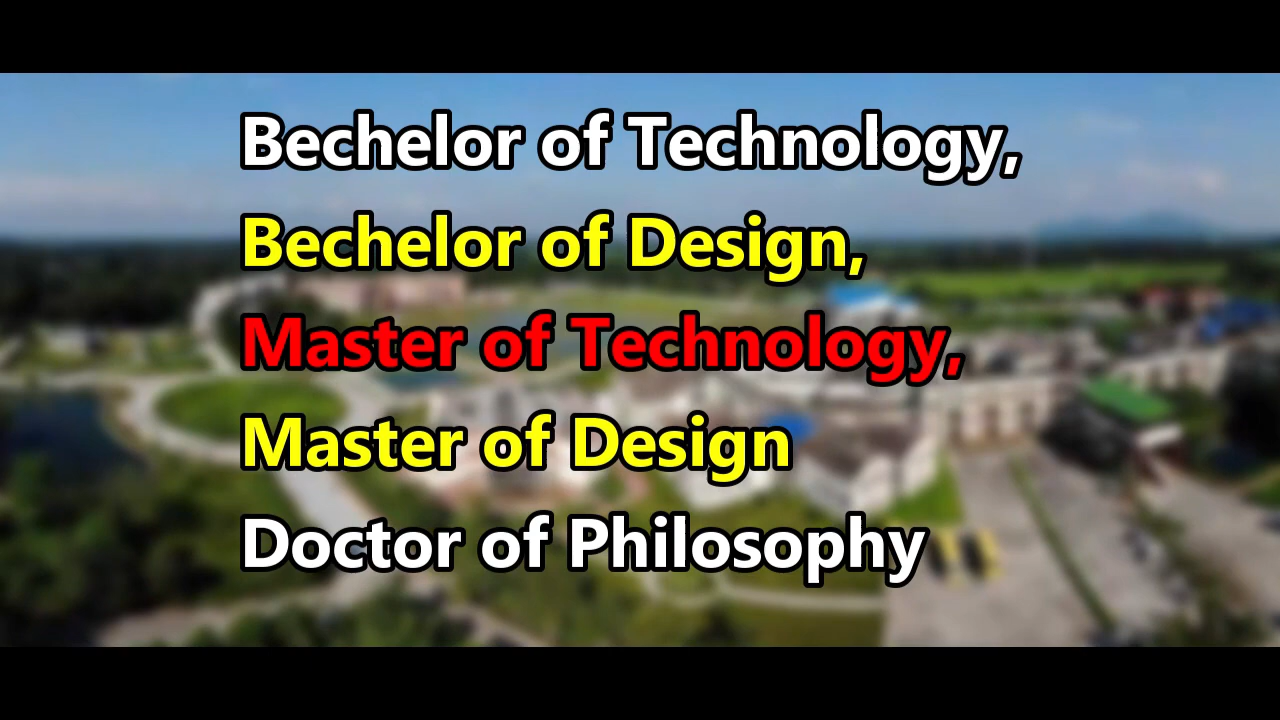 Bechelor of Technology,
Bechelor of Design,
Master of Technology,
Master of Design
Doctor of Philosophy